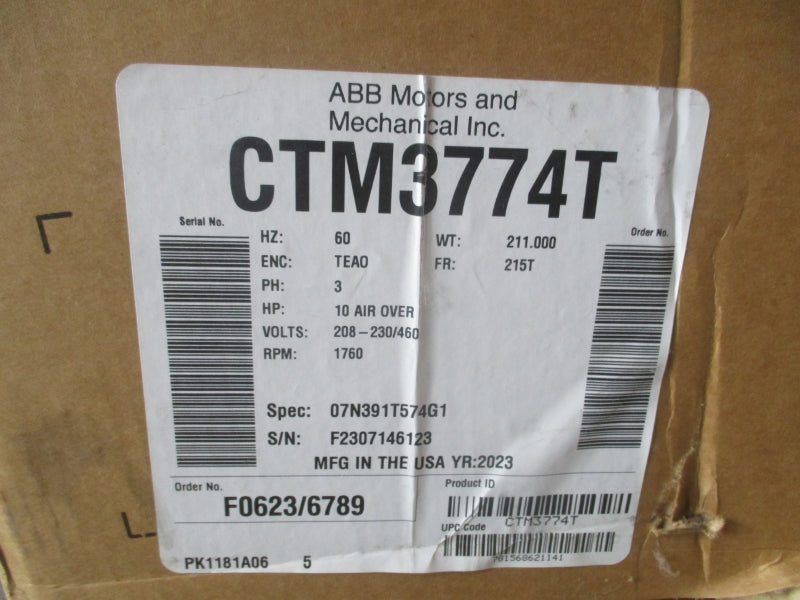 ABB Motors and
Mechanical Inc.
CTM3774T
Serial No.
Order No.
HZ: 60 WT: 211.000
ENC: TEAO FR: 215T
PH: 3
HP: 10 AIR OVER
VOLTS: 208-230/460
RPM: 1760
Spec: 07N391T574G1
S/N: F2307146123
MFG IN THE USA YR:2023
Order No.
F0623/6789
Product ID
CTM3774T
UPC Code
781568621141
PK1181A06 5